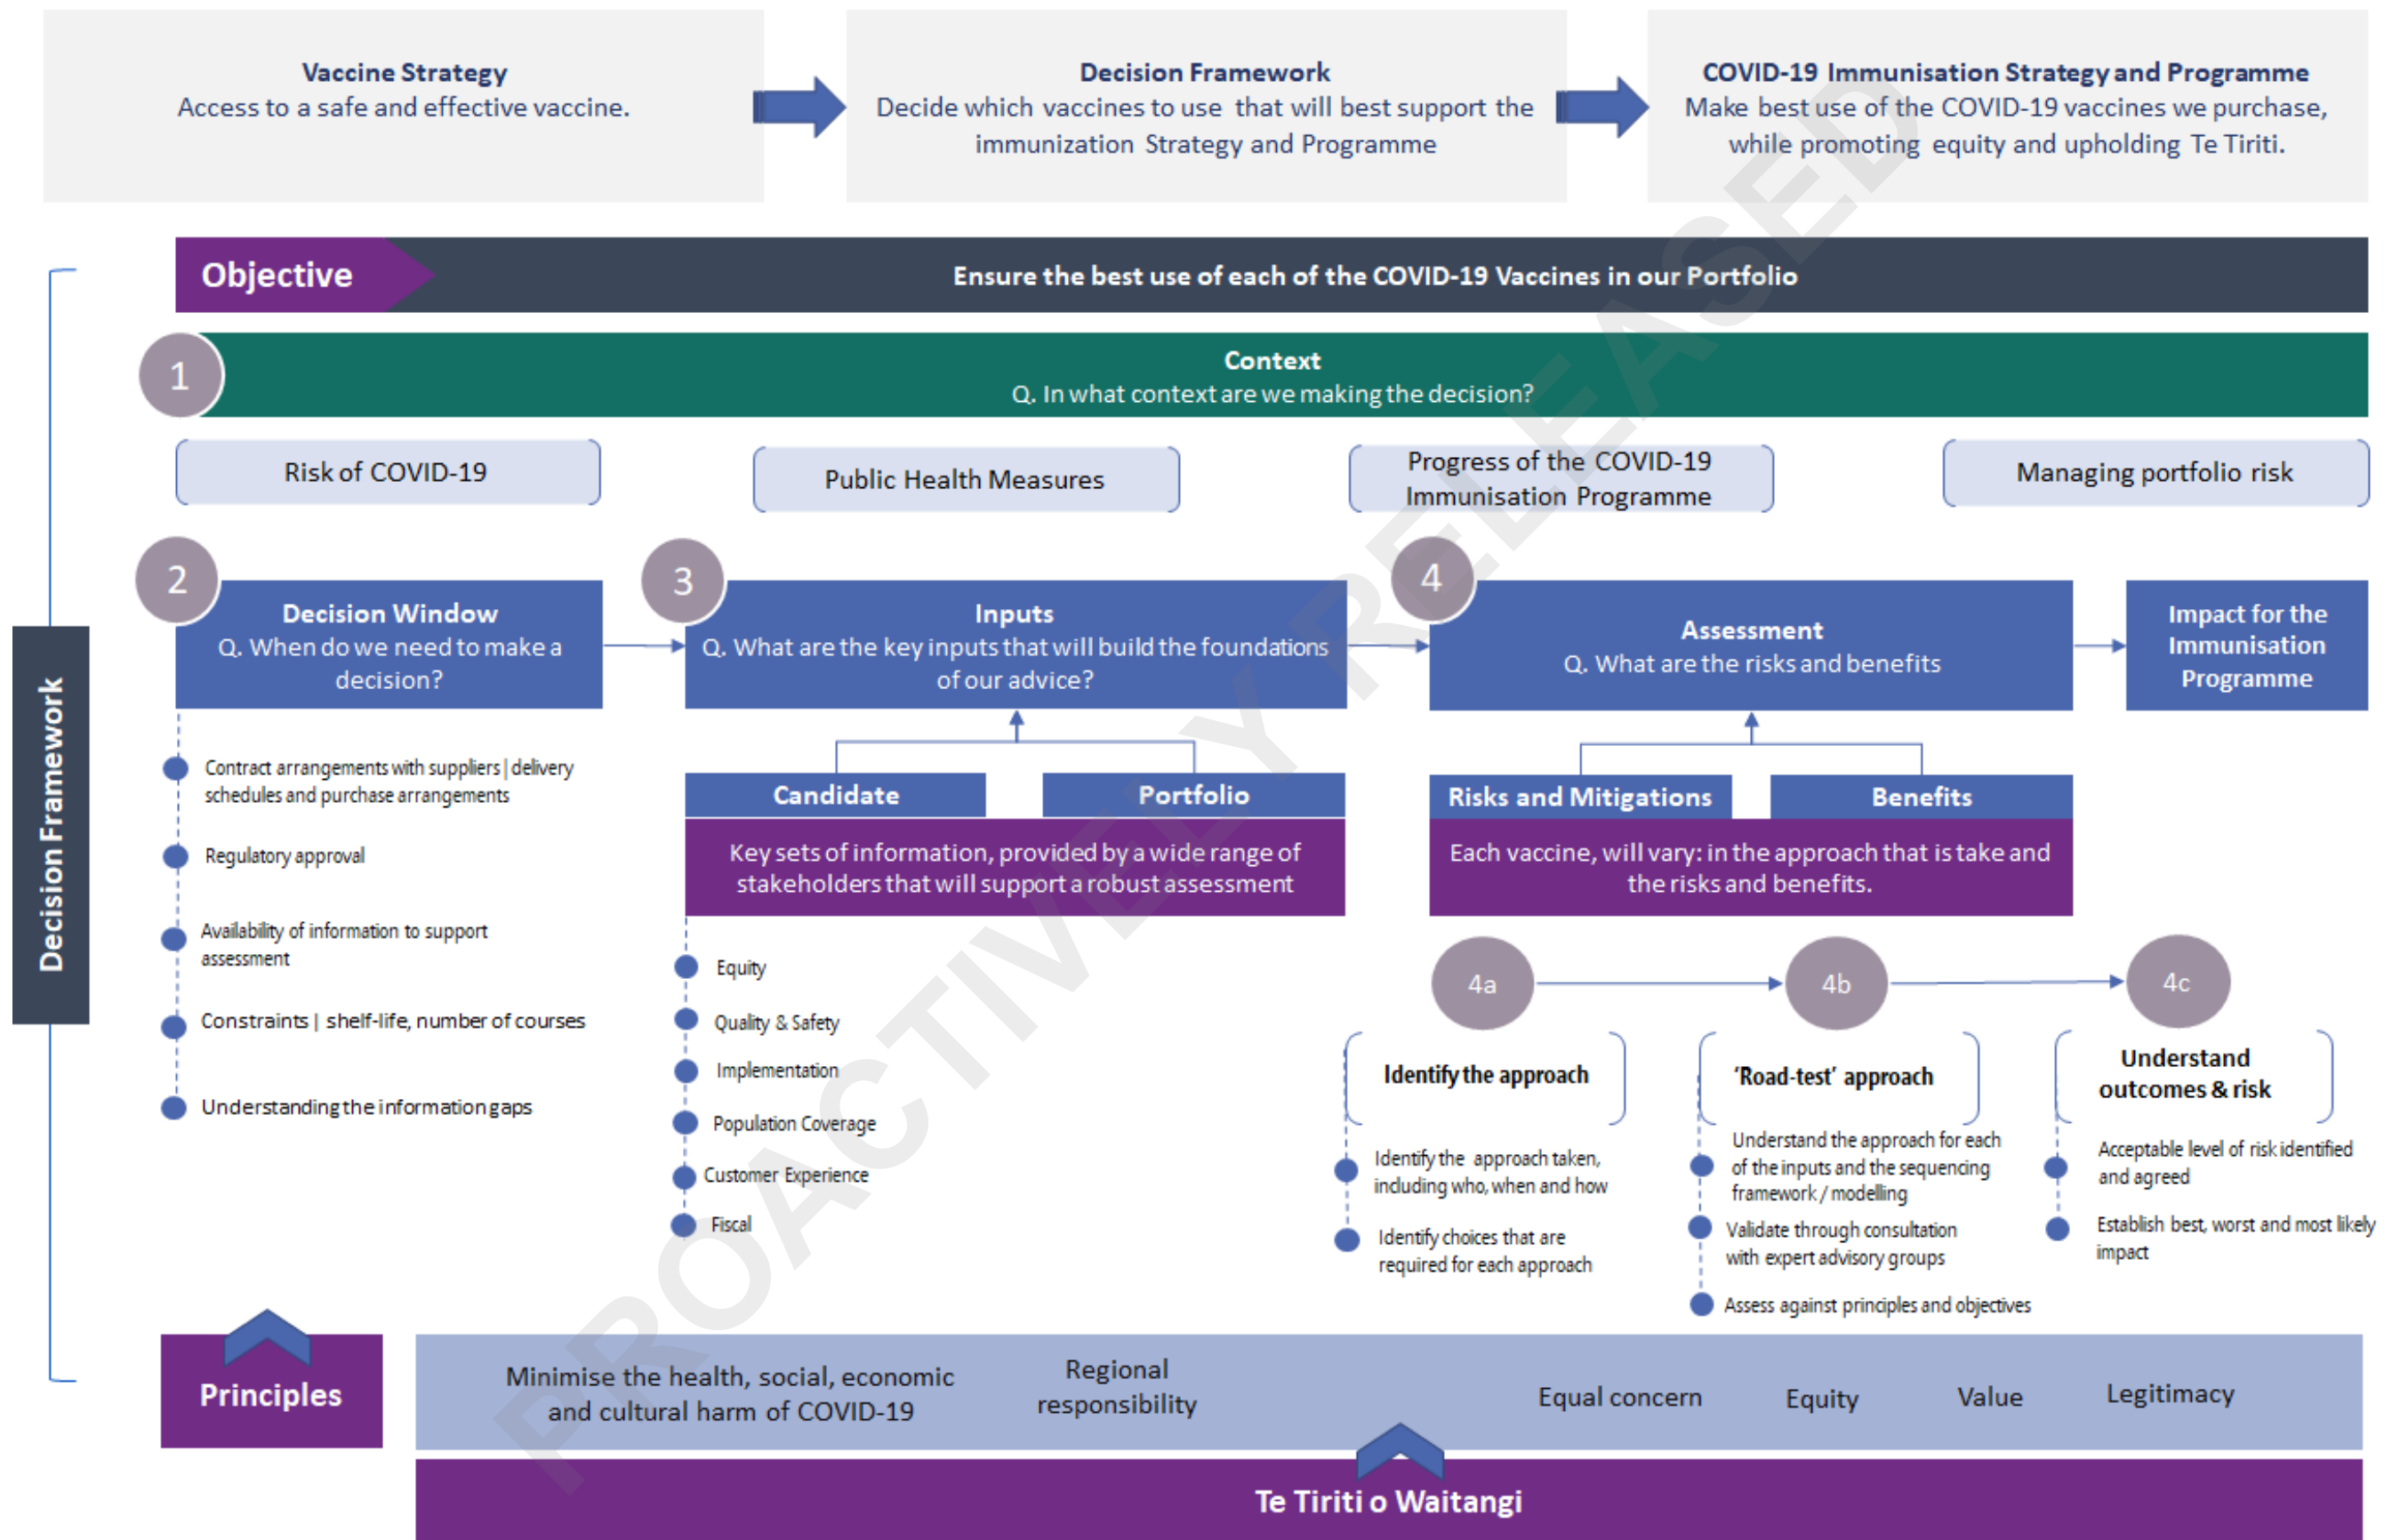 Vaccine Strategy
Access to a safe and effective vaccine.
Decision Framework
Decide which vaccines to use that will best support the
immunization Strategy and Programme
COVID-19 Immunisation Strategy and Programme
Make best use of the COVID-19 vaccines we purchase,
while promoting equity and upholding Te Tiriti.
Objective
Ensure the best use of each of the COVID-19 Vaccines in our Portfolio
1
Context
Q. In what context are we making the decision?
Risk of COVID-19
Public Health Measures
Progress of the COVID-19
Immunisation Programme
Managing portfolio risk
Decision Framework
2
Decision Window
Q. When do we need to make a
decision?
Contract arrangements with suppliers | delivery
schedules and purchase arrangements
Regulatory approval
Availability of information to support
assessment
Constraints | shelf-life, number of courses
Understanding the information gaps
3
Inputs
Q. What are the key inputs that will build the foundations
of our advice?
Candidate
Portfolio
Key sets of information, provided by a wide range of
stakeholders that will support a robust assessment
Equity
Quality & Safety
Implementation
Population Coverage
Customer Experience
Fiscal
4
Assessment
Q. What are the risks and benefits
Impact for the
Immunisation
Programme
Risks and Mitigations
Benefits
Each vaccine, will vary: in the approach that is take and
the risks and benefits.
4a
Identify the approach
Identify the approach taken,
including who, when and how
Identify choices that are
required for each approach
4b
‘Road-test’ approach
Understand the approach for each
of the inputs and the sequencing
framework / modelling
Validate through consultation
with expert advisory groups
Assess against principles and objectives
4c
Understand
outcomes & risk
Acceptable level of risk identified
and agreed
Establish best, worst and most likely
impact
Principles
Minimise the health, social, economic
and cultural harm of COVID-19
Regional
responsibility
Equal concern
Equity
Value
Legitimacy
Te Tiriti o Waitangi
PROACTIVELY RELEASED